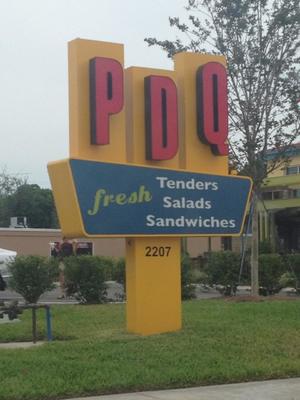 PDQ
fresh Tenders
Salads
Sandwiches
2207